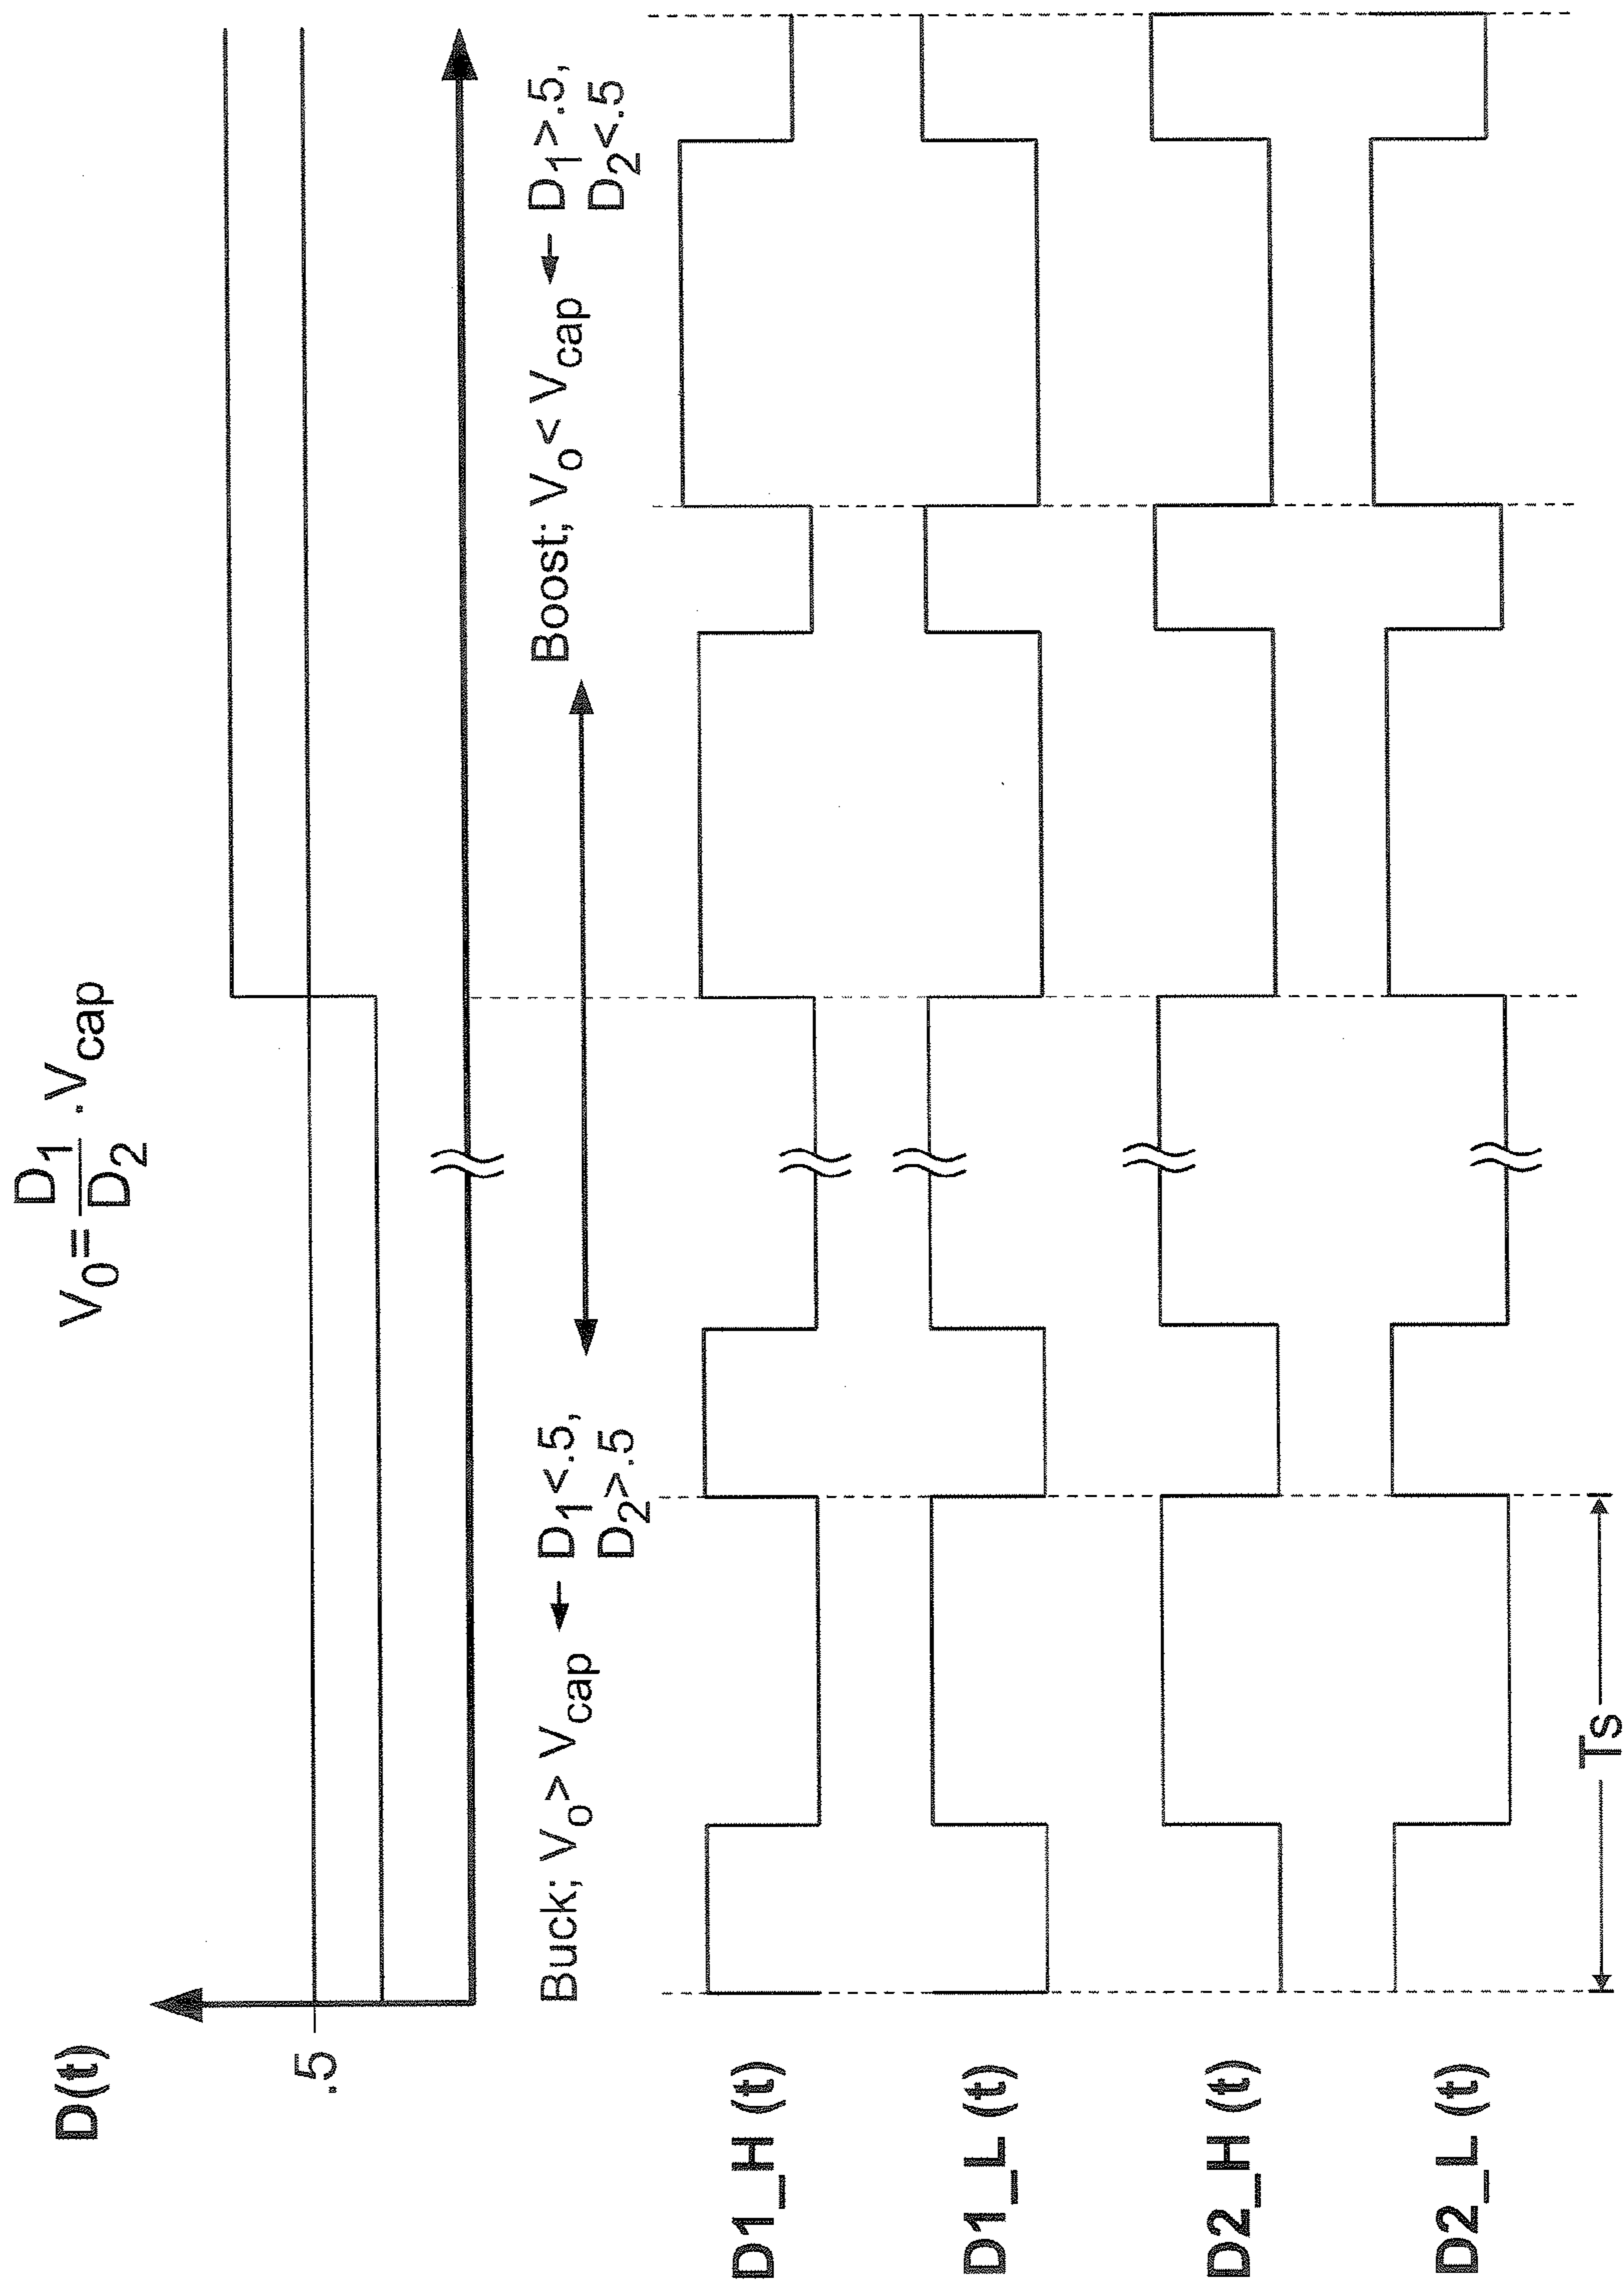 V0 = D1/D2 . Vcap
D(t)
.5
Buck; Vo > Vcap ← D1<.5,
D2>.5
Boost; Vo < Vcap ← D1>.5,
D2<.5
D1_H (t)
D1_L (t)
D2_H (t)
D2_L (t)
Ts